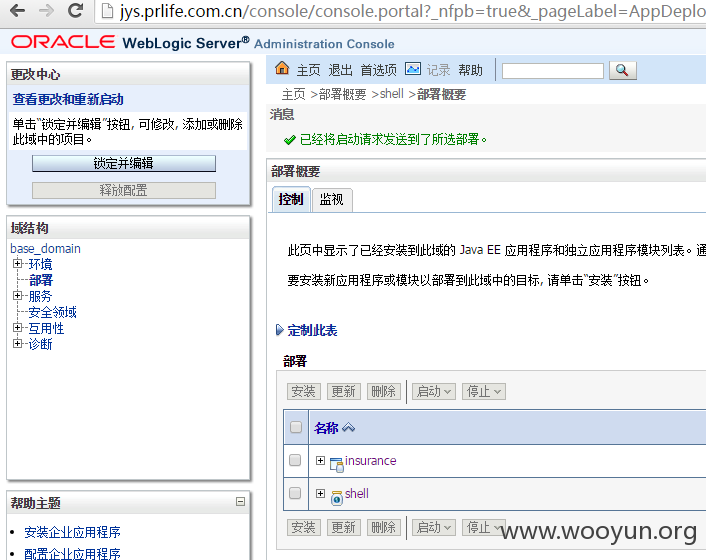 jys.prlife.com.cn/console/console.portal?_nfpb=true&_pageLabel=AppDeplo
ORACLE WebLogic Server® Administration Console
更改中心
查看更改和重新启动
单击“锁定并编辑”按钮, 可修改, 添加或删除
此域中的项目。
锁定并编辑
释放配置
域结构
base_domain
环境
部署
服务
安全领域
互用性
诊断
帮助主题
安装企业应用程序
配置企业应用程序
主页 退出 首选项 记录 帮助
主页 >部署概要 >shell >部署概要
消息
已经将启动请求发送到了所选部署。
部署概要
控制 监视
此页中显示了已经安装到此域的 Java EE 应用程序和独立应用程序模块列表。通
要安装新应用程序或模块以部署到此域中的目标, 请单击“安装”按钮。
定制此表
部署
安装 更新 删除 启动 停止
名称
insurance
shell
安装 更新 删除 启动 停止
www.wooyun.org